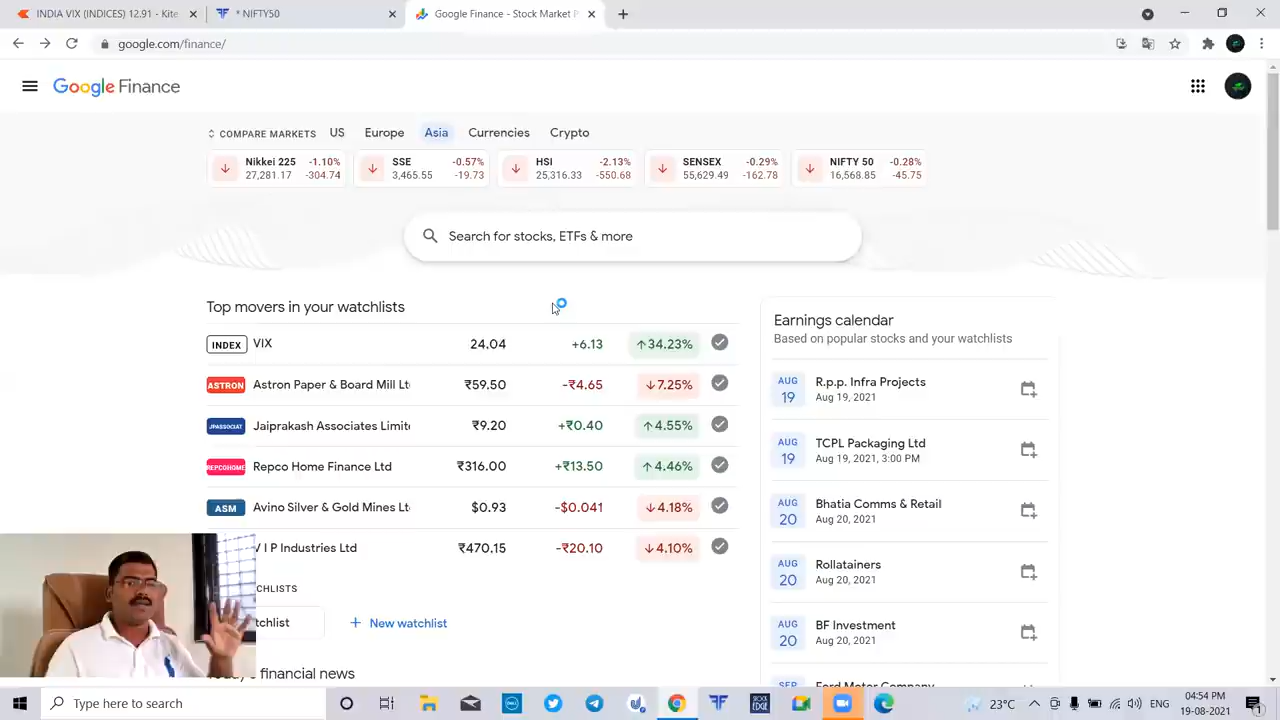 INDIA VIX (INDICES) 12.91 - Kite
* NIFTY50
Google Finance - Stock Market P
google.com/finance/
Google Finance
COMPARE MARKETS US Europe Asia Currencies Crypto
Nikkei 225 -1.10%
27,281.17 -304.74
SSE -0.57%
3,465.55 -19.73
HSI -2.13%
25,316.33 -550.68
SENSEX -0.29%
55,629.49 -162.78
NIFTY 50 -0.28%
16,568.85 -45.75
Search for stocks, ETFs & more
Top movers in your watchlists
INDEX VIX 24.04 +6.13 34.23%
ASTRON Astron Paper & Board Mill Lt ₹59.50 -₹4.65 7.25%
JPASSOCIAT Jaiprakash Associates Limit ₹9.20 +₹0.40 4.55%
REPCOHOME Repco Home Finance Ltd ₹316.00 +₹13.50 4.46%
ASM Avino Silver & Gold Mines Lt $0.93 -$0.041 4.18%
V I P Industries Ltd ₹470.15 -₹20.10 4.10%
CHLISTS
tchlist
New watchlist
financial news
Earnings calendar
Based on popular stocks and your watchlists
AUG 19 R.p.p. Infra Projects
Aug 19, 2021
AUG 19 TCPL Packaging Ltd
Aug 19, 2021, 3:00 PM
AUG 20 Bhatia Comms & Retail
Aug 20, 2021
AUG 20 Rollatainers
Aug 20, 2021
AUG 20 BF Investment
Aug 20, 2021
SEP Ford Motor Company
Type here to search
STOCK EDGE
23°C
ENG
04:54 PM
19-08-2021